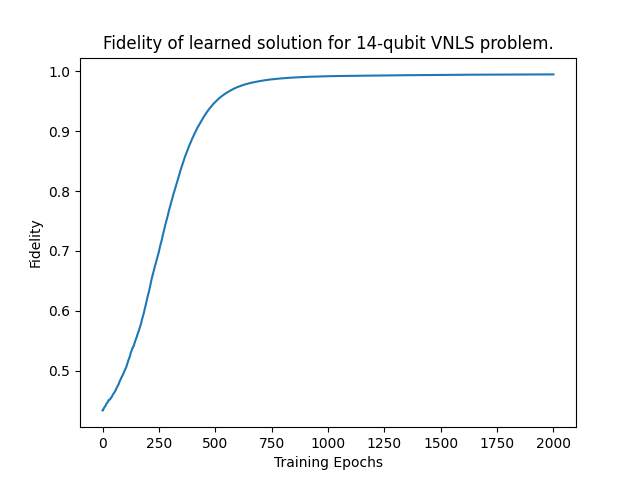 Fidelity of learned solution for 14-qubit VNLS problem.
1.0
0.9
0.8
0.7
0.6
0.5
Fidelity
0 250 500 750 1000 1250 1500 1750 2000
Training Epochs